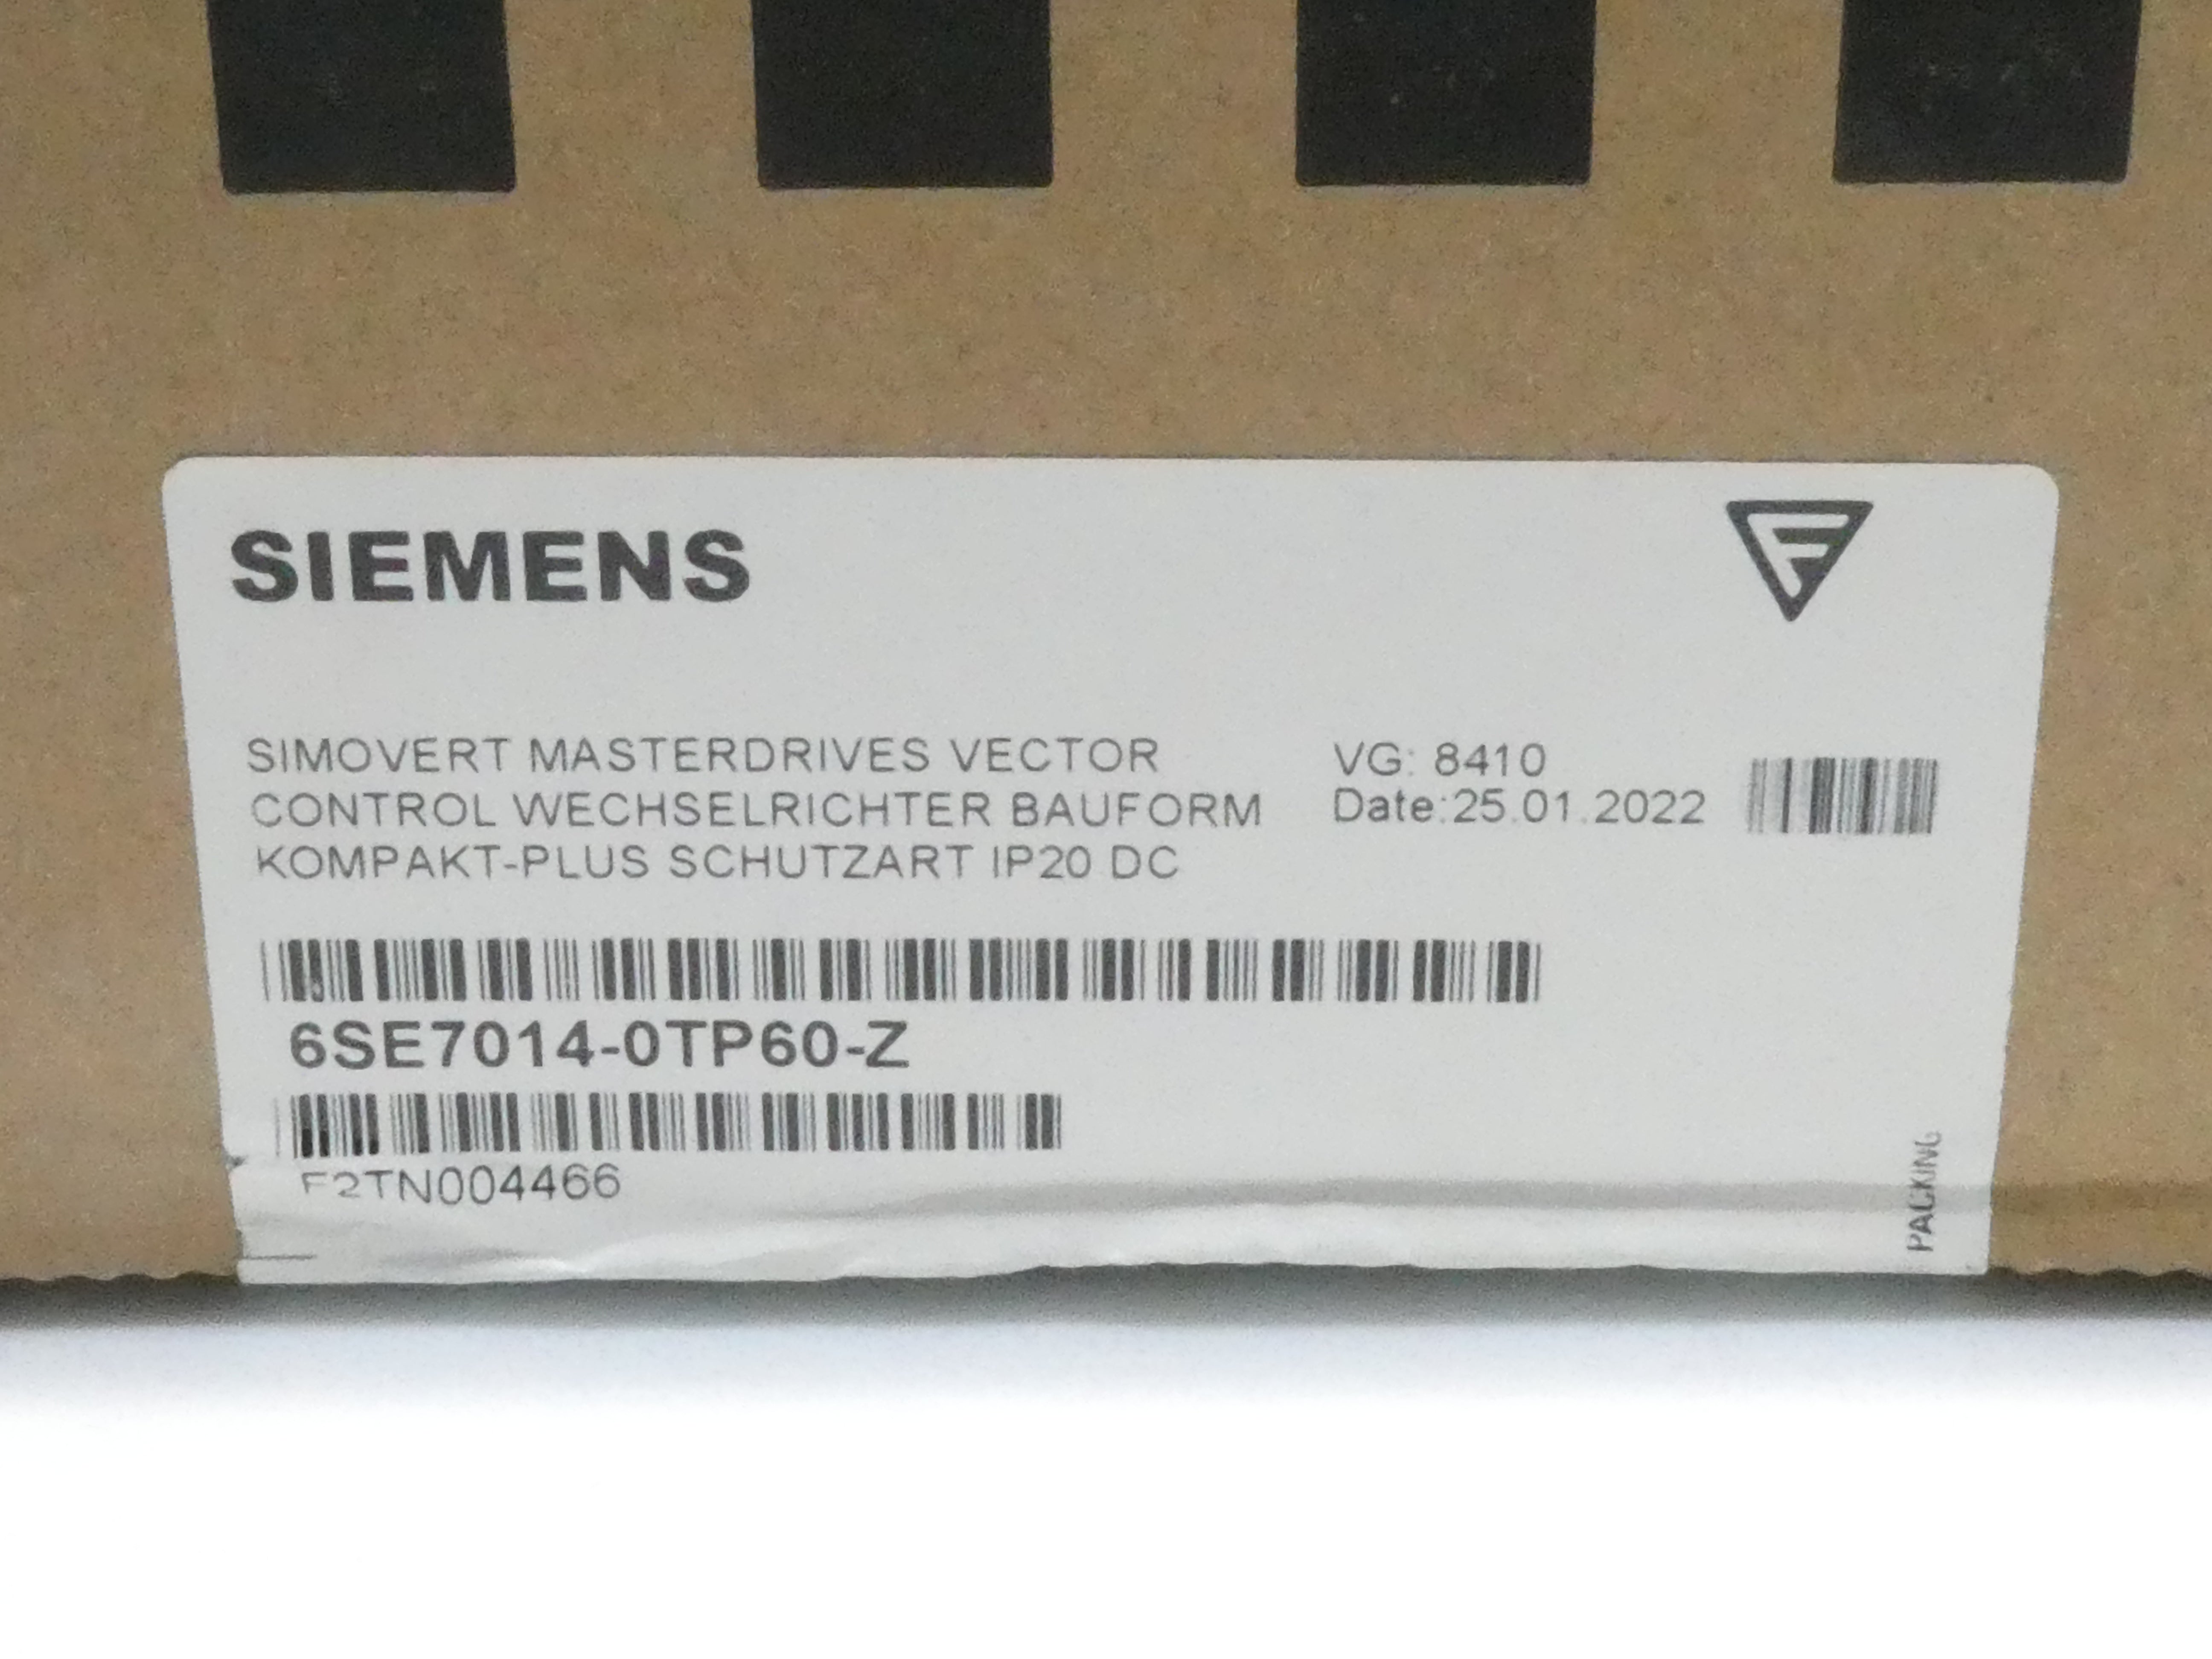 SIEMENS
F
SIMOVERT MASTERDRIVES VECTOR
CONTROL WECHSELRICHTER BAUFORM
KOMPAKT-PLUS SCHUTZART IP20 DC
VG: 8410
Date:25.01.2022
6SE7014-0TP60-Z
F2TN004466
PACKING